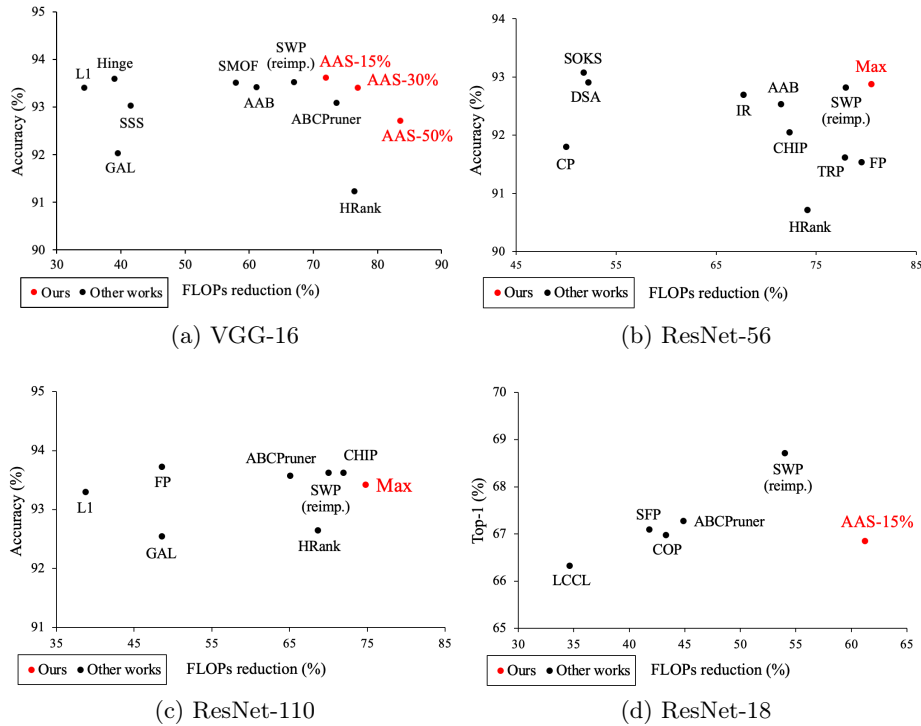 95
94
93
92
91
90
Accuracy (%)
L1
Hinge
SSS
GAL
SMOF
AAB
SWP
(reimp.)
AAS-15%
AAS-30%
ABCPruner
AAS-50%
HRank
30 40 50 60 70 80 90
Ours Other works
FLOPs reduction (%)
(a) VGG-16
94
93
92
91
90
Accuracy (%)
SOKS
DSA
CP
IR
AAB
CHIP
Max
SWP
(reimp.)
TRP
FP
HRank
45 55 65 75 85
Ours Other works
FLOPs reduction (%)
(b) ResNet-56
95
94
93
92
91
Accuracy (%)
L1
FP
GAL
ABCPruner
CHIP
SWP
(reimp.)
Max
HRank
35 45 55 65 75 85
Ours Other works
FLOPs reduction (%)
(c) ResNet-110
70
69
68
67
66
65
Top-1 (%)
LCCL
SFP
COP
ABCPruner
SWP
(reimp.)
AAS-15%
30 35 40 45 50 55 60 65
Ours Other works
FLOPs reduction (%)
(d) ResNet-18